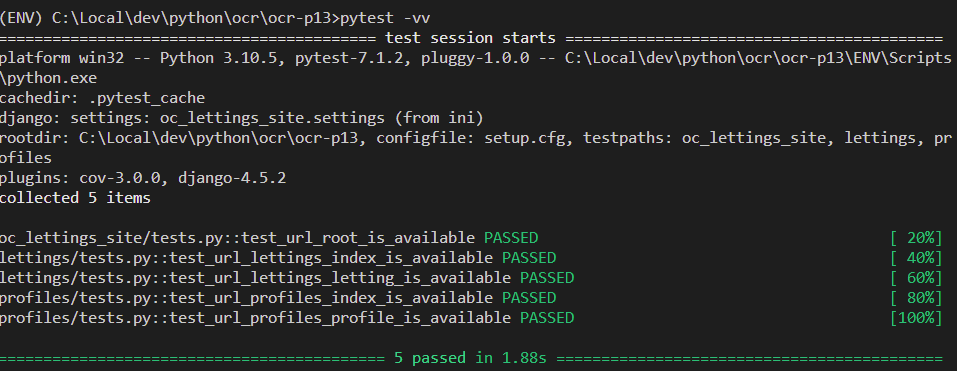 (ENV) C:\Local\dev\python\ocr\ocr-p13>pytest -vv
========================================== test session starts ==========================================
platform win32 -- Python 3.10.5, pytest-7.1.2, pluggy-1.0.0 -- C:\Local\dev\python\ocr\ocr-p13\ENV\Scripts
\python.exe
cachedir: .pytest_cache
django: settings: oc_lettings_site.settings (from ini)
rootdir: C:\Local\dev\python\ocr\ocr-p13, configfile: setup.cfg, testpaths: oc_lettings_site, lettings, pr
ofiles
plugins: cov-3.0.0, django-4.5.2
collected 5 items
oc_lettings_site/tests.py::test_url_root_is_available PASSED [ 20%]
lettings/tests.py::test_url_lettings_index_is_available PASSED [ 40%]
lettings/tests.py::test_url_lettings_letting_is_available PASSED [ 60%]
profiles/tests.py::test_url_profiles_index_is_available PASSED [ 80%]
profiles/tests.py::test_url_profiles_profile_is_available PASSED [100%]
=========================================== 5 passed in 1.88s ===========================================